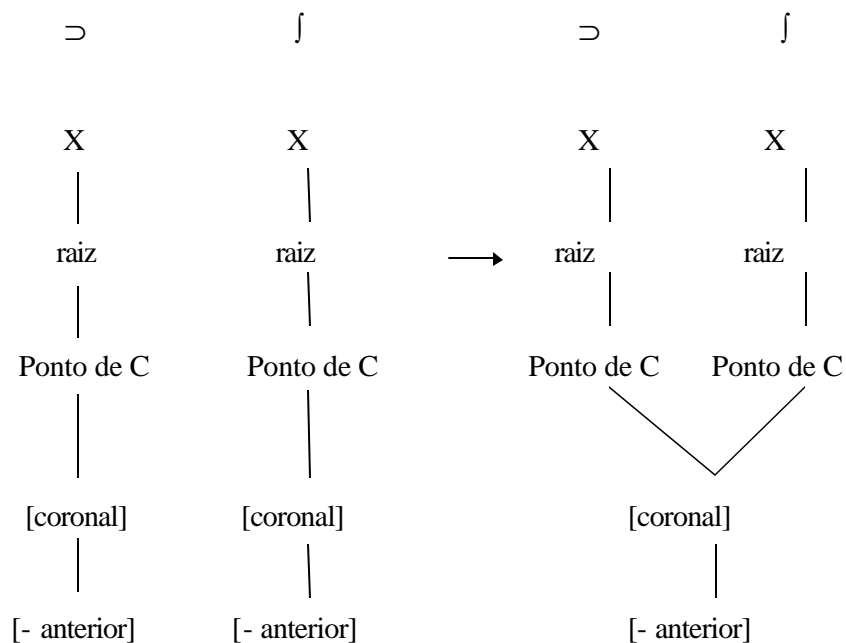 ⊃ ∫ ⊃ ∫
X X X X
raiz raiz → raiz raiz
Ponto de C Ponto de C Ponto de C Ponto de C
[coronal] [coronal] [coronal]
[- anterior] [- anterior] [- anterior]